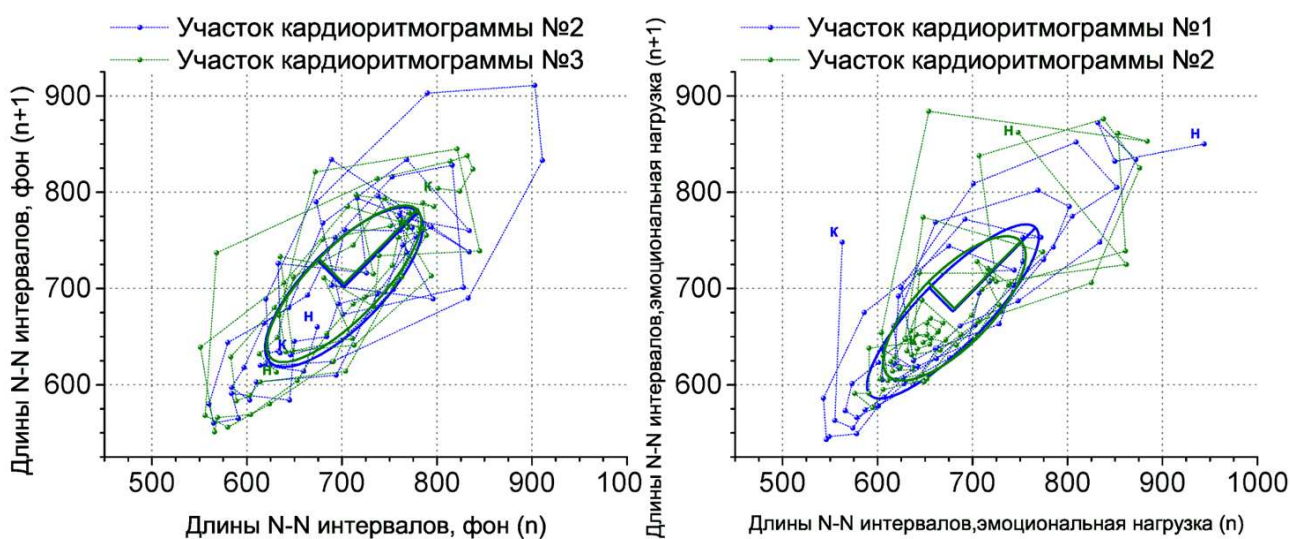 Участок кардиоритмограммы №2
Участок кардиоритмограммы №3
Длины N-N интервалов, фон (n+1)
900
800
700
600
500
600
700
800
900
1000
Длины N-N интервалов, фон (n)
К
Н
К
Н
Участок кардиоритмограммы №1
Участок кардиоритмограммы №2
Длины N-N интервалов,эмоциональная нагрузка (n+1)
900
800
700
600
500
600
700
800
900
1000
Длины N-N интервалов,эмоциональная нагрузка (n)
Н
Н
К
К